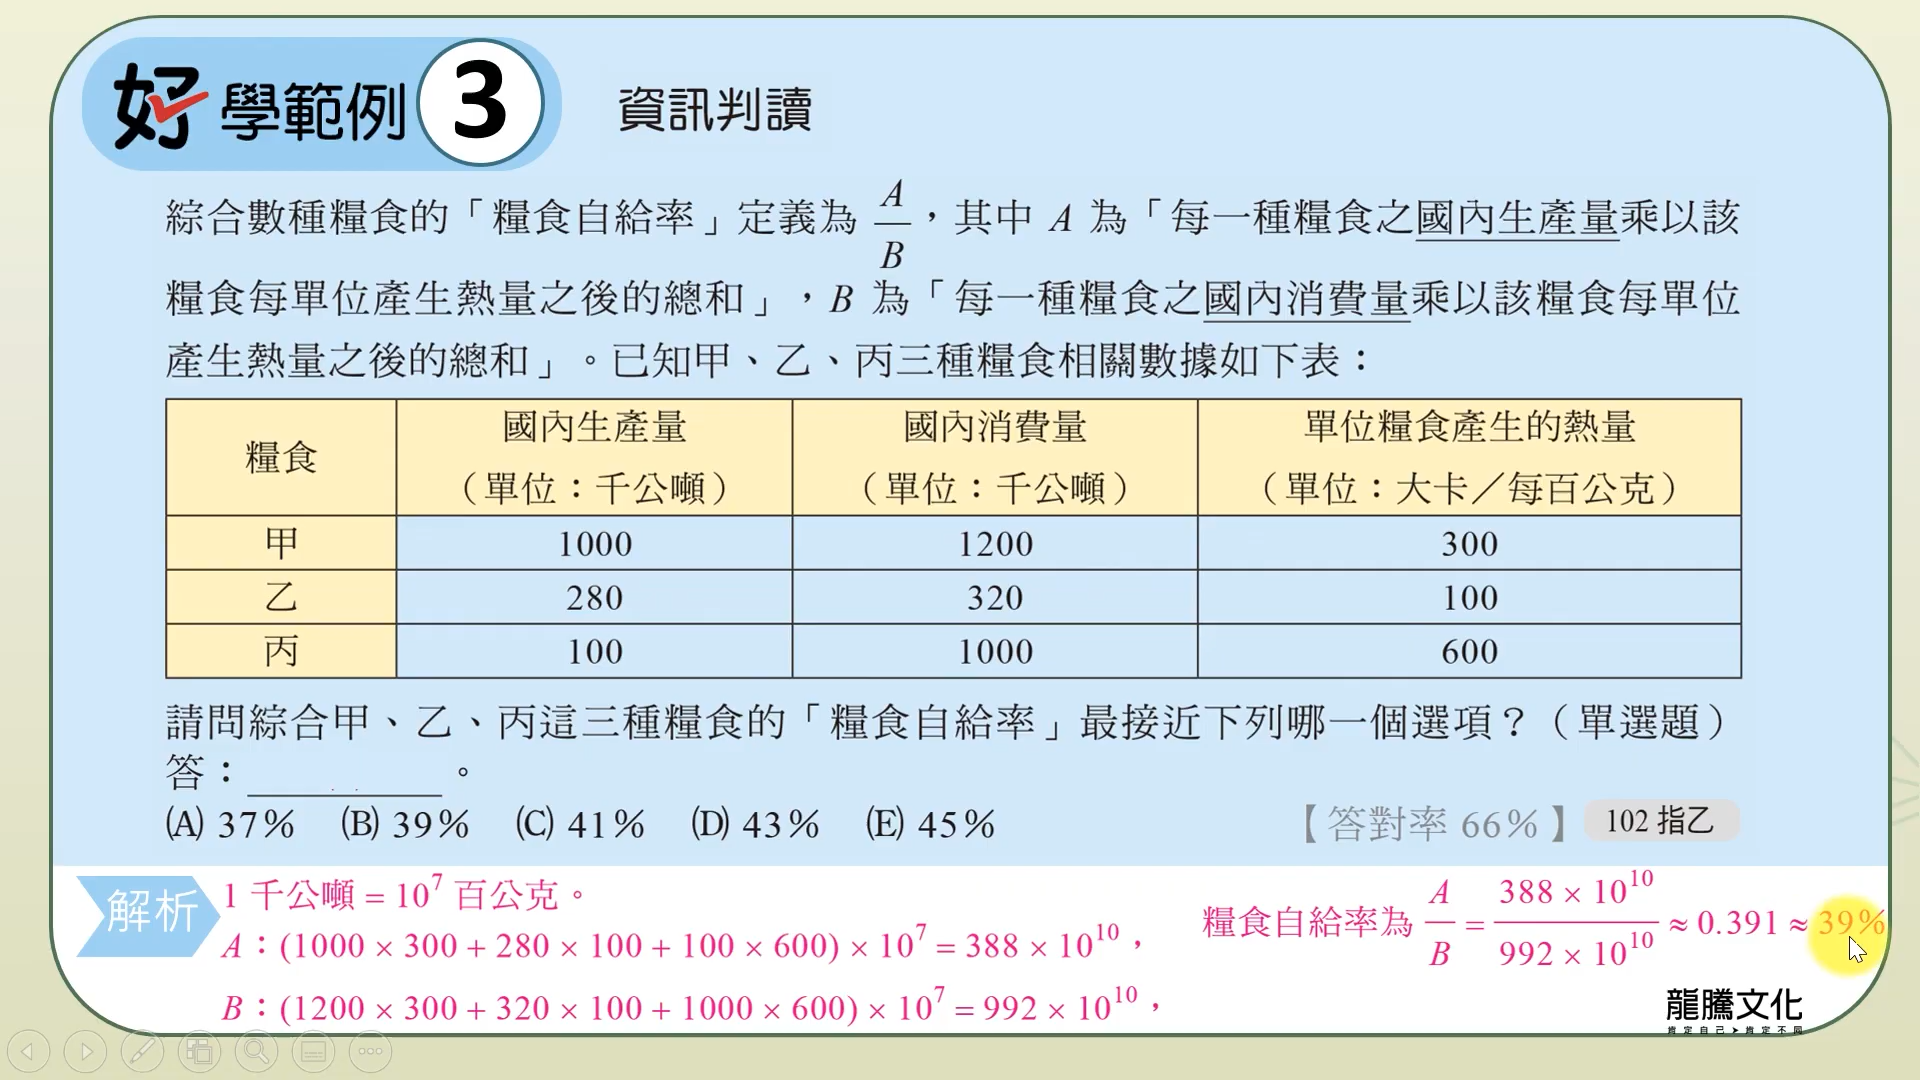 好學範例 3 資訊判讀
綜合數種糧食的「糧食自給率」定義為 A/B，其中 A 為「每一種糧食之國內生產量乘以該
糧食每單位產生熱量之後的總和」，B 為「每一種糧食之國內消費量乘以該糧食每單位
產生熱量之後的總和」。已知甲、乙、丙三種糧食相關數據如下表：
糧食 國內生產量（單位：千公噸） 國內消費量（單位：千公噸） 單位糧食產生的熱量（單位：大卡／每百公克）
甲 1000 1200 300
乙 280 320 100
丙 100 1000 600
請問綜合甲、乙、丙這三種糧食的「糧食自給率」最接近下列哪一個選項？（單選題）
答：＿＿＿＿。
(A) 37% (B) 39% (C) 41% (D) 43% (E) 45% 【答對率 66%】 102 指乙
解析 1 千公噸 = 10⁷ 百公克。
A：(1000 × 300 + 280 × 100 + 100 × 600) × 10⁷ = 388 × 10¹⁰，
B：(1200 × 300 + 320 × 100 + 1000 × 600) × 10⁷ = 992 × 10¹⁰，
糧食自給率為 A/B = (388 × 10¹⁰)/(992 × 10¹⁰) ≈ 0.391 ≈ 39%
龍騰文化
肯定自己➤肯定不同